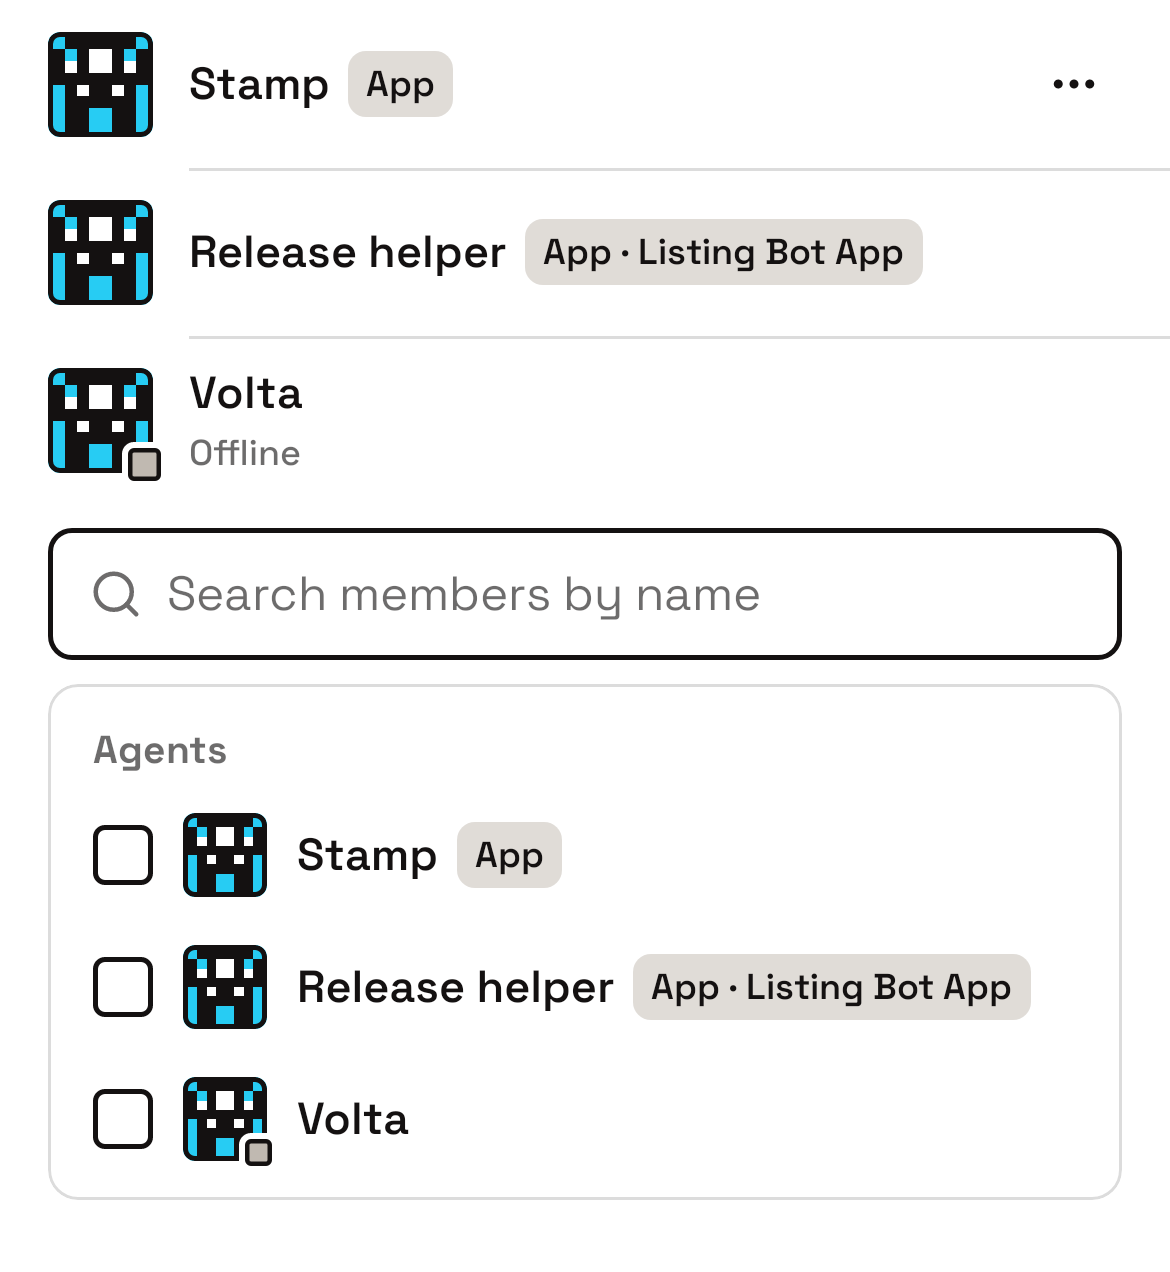 Stamp App
Release helper App · Listing Bot App
Volta
Offline
Search members by name
Agents
Stamp App
Release helper App · Listing Bot App
Volta